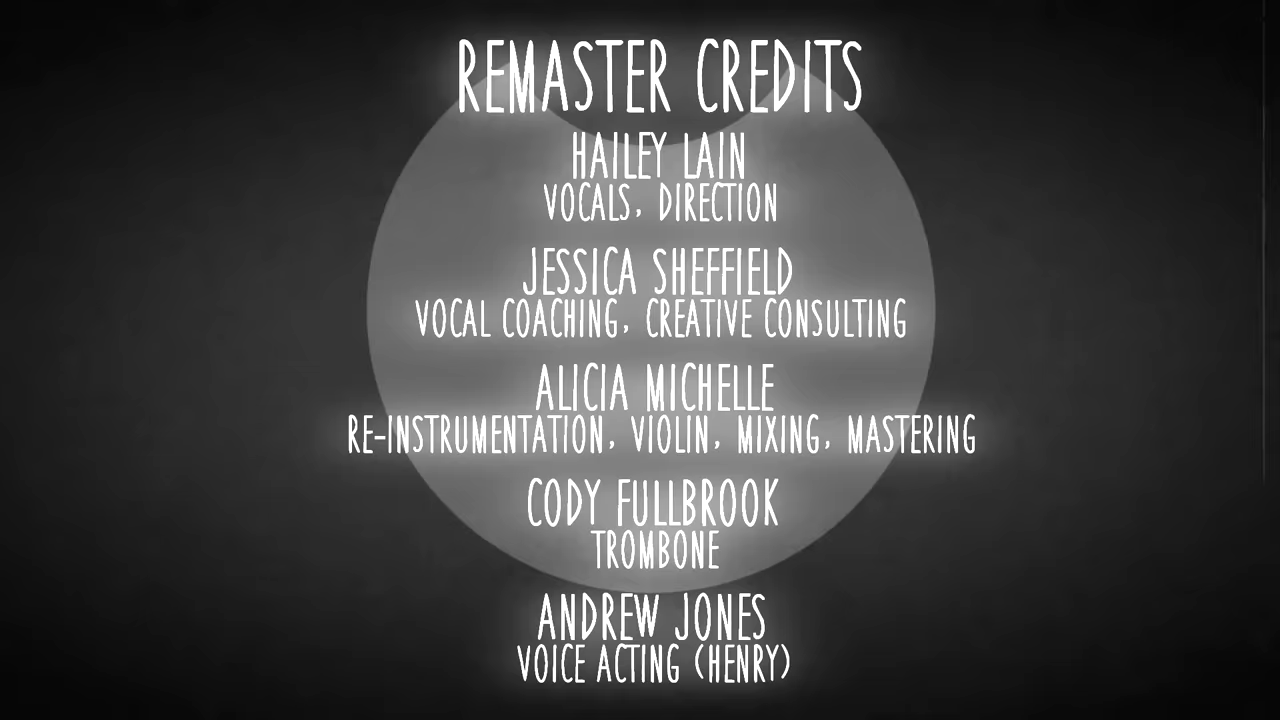 REMASTER CREDITS
HAILEY LAIN
VOCALS, DIRECTION
JESSICA SHEFFIELD
VOCAL COACHING, CREATIVE CONSULTING
ALICIA MICHELLE
RE-INSTRUMENTATION, VIOLIN, MIXING, MASTERING
CODY FULLBROOK
TROMBONE
ANDREW JONES
VOICE ACTING (HENRY)